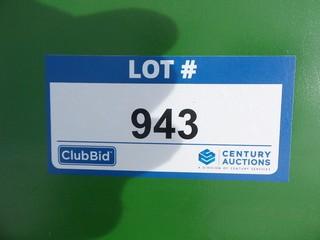 LOT #
943
ClubBid
CENTURY
AUCTIONS
A DIVISION OF CENTURY SERVICES